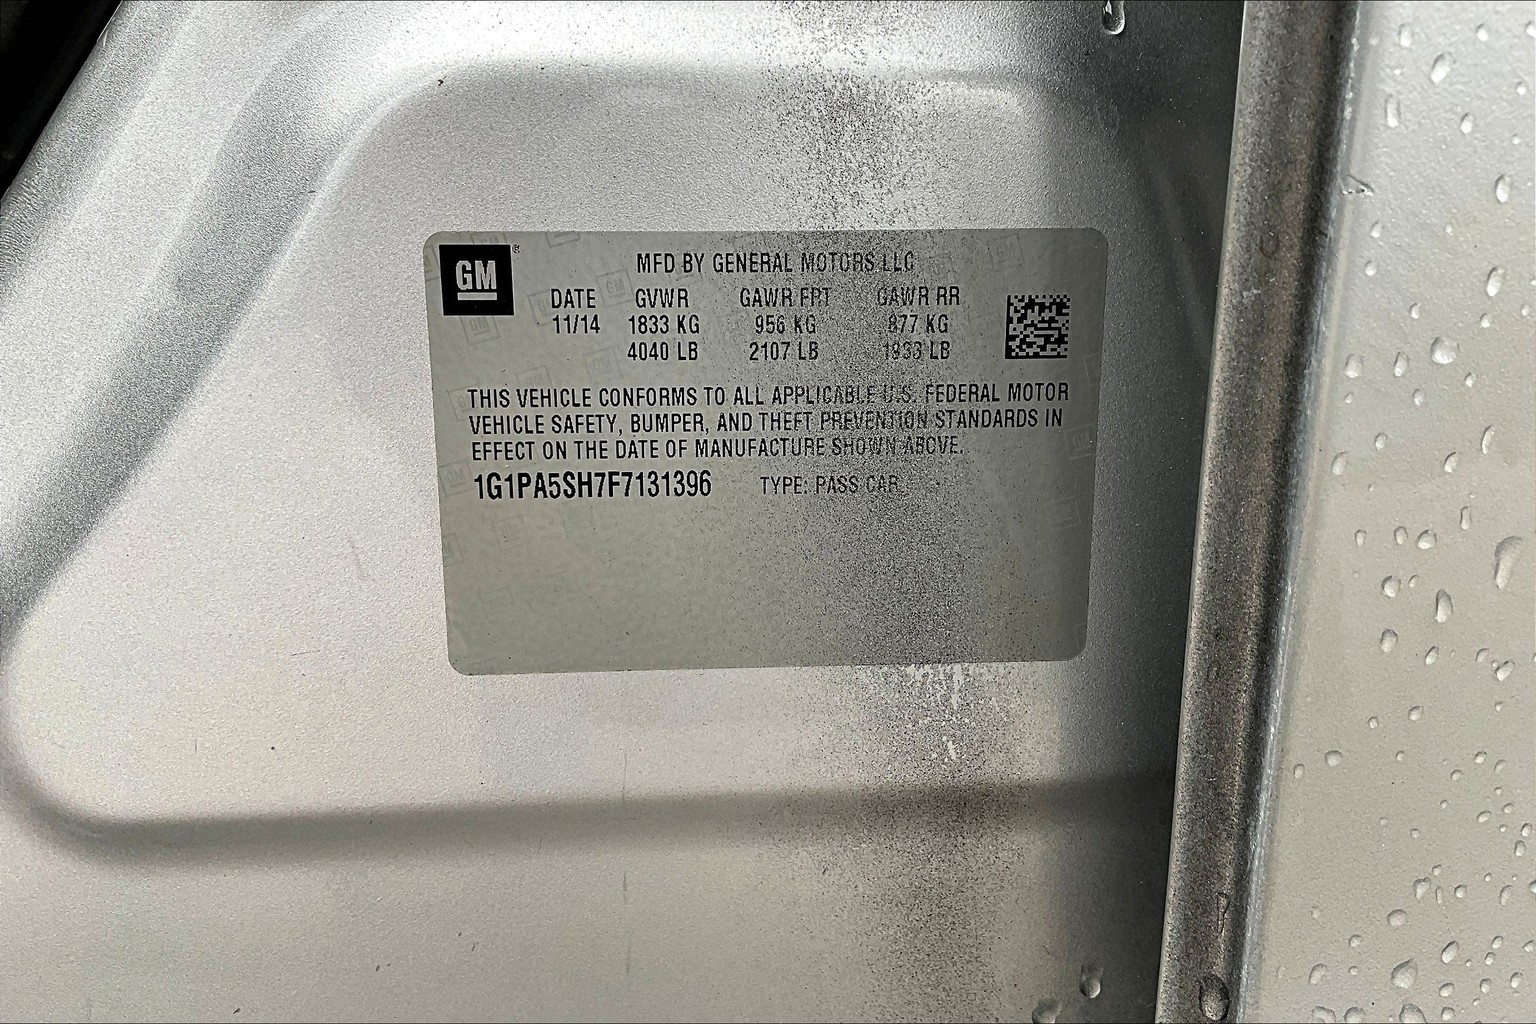 GM
MFD BY GENERAL MOTORS LLC
DATE GVWR GAWR FRT GAWR RR
11/14 1833 KG 956 KG 877 KG
4040 LB 2107 LB 1933 LB
THIS VEHICLE CONFORMS TO ALL APPLICABLE U.S. FEDERAL MOTOR
VEHICLE SAFETY, BUMPER, AND THEFT PREVENTION STANDARDS IN
EFFECT ON THE DATE OF MANUFACTURE SHOWN ABOVE.
1G1PA5SH7F7131396 TYPE: PASS CAR